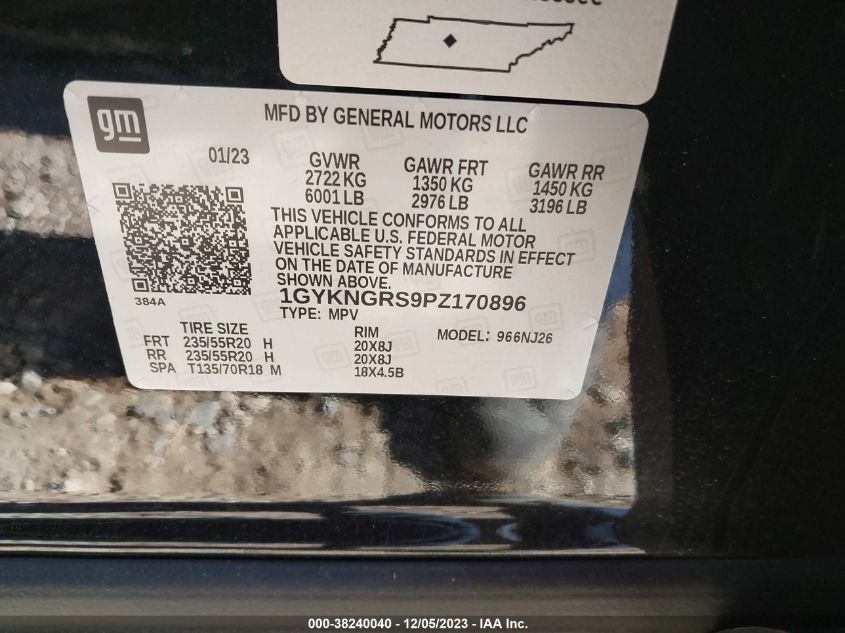 gm
MFD BY GENERAL MOTORS LLC
01/23
GVWR
2722 KG
6001 LB
GAWR FRT
1350 KG
2976 LB
GAWR RR
1450 KG
3196 LB
THIS VEHICLE CONFORMS TO ALL
APPLICABLE U.S. FEDERAL MOTOR
VEHICLE SAFETY STANDARDS IN EFFECT
ON THE DATE OF MANUFACTURE
SHOWN ABOVE.
384A
1GYKNGRS9PZ170896
TYPE: MPV
MODEL: 966NJ26
TIRE SIZE RIM
FRT 235/55R20 H 20X8J
RR 235/55R20 H 20X8J
SPA T135/70R18 M 18X4.5B
000-38240040 - 12/05/2023 - IAA Inc.